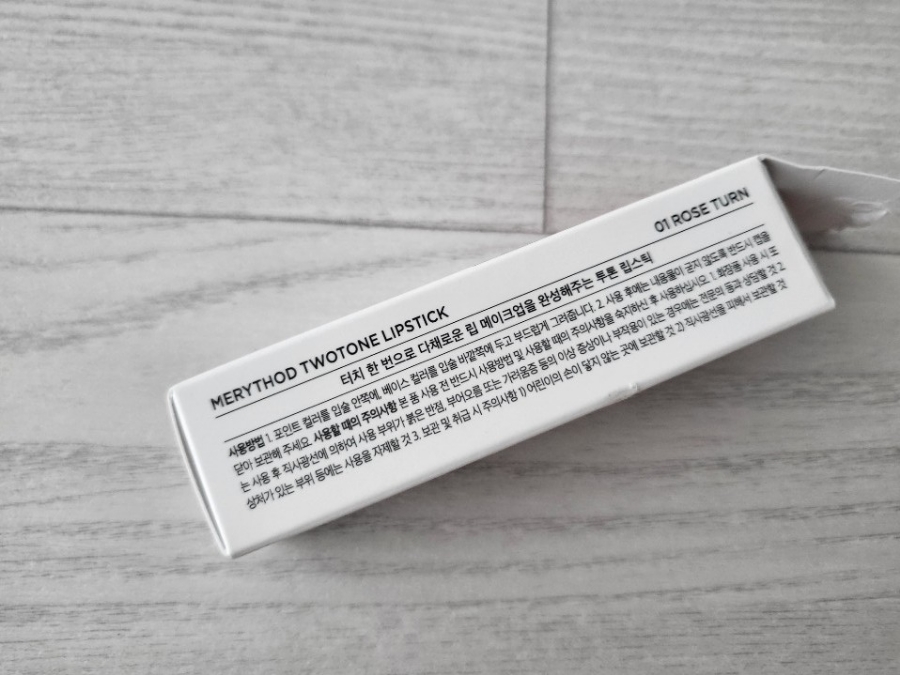 MERYTHOD TWOTONE LIPSTICK
01 ROSE TURN
터치 한 번으로 다채로운 립 메이크업을 완성해주는 투톤 립스틱
사용방법 1. 포인트 컬러를 입술 안쪽에, 베이스 컬러를 입술 바깥쪽에 두고 부드럽게 그려줍니다. 2. 사용 후에는 내용물이 굳지 않도록 반드시 캡을
닫아 보관해 주세요. 사용할 때의 주의사항 본 품 사용 전 반드시 사용방법 및 사용할 때의 주의사항을 숙지하신 후 사용하십시오. 1. 화장품 사용 시 또
는 사용 후 직사광선에 의하여 사용 부위가 붉은 반점, 부어오름 또는 가려움증 등의 이상 증상이나 부작용이 있는 경우에는 전문의 등과 상담할 것 2.
상처가 있는 부위 등에는 사용을 자제할 것 3. 보관 및 취급 시 주의사항 1) 어린이의 손이 닿지 않는 곳에 보관할 것 2) 직사광선을 피해서 보관할 것